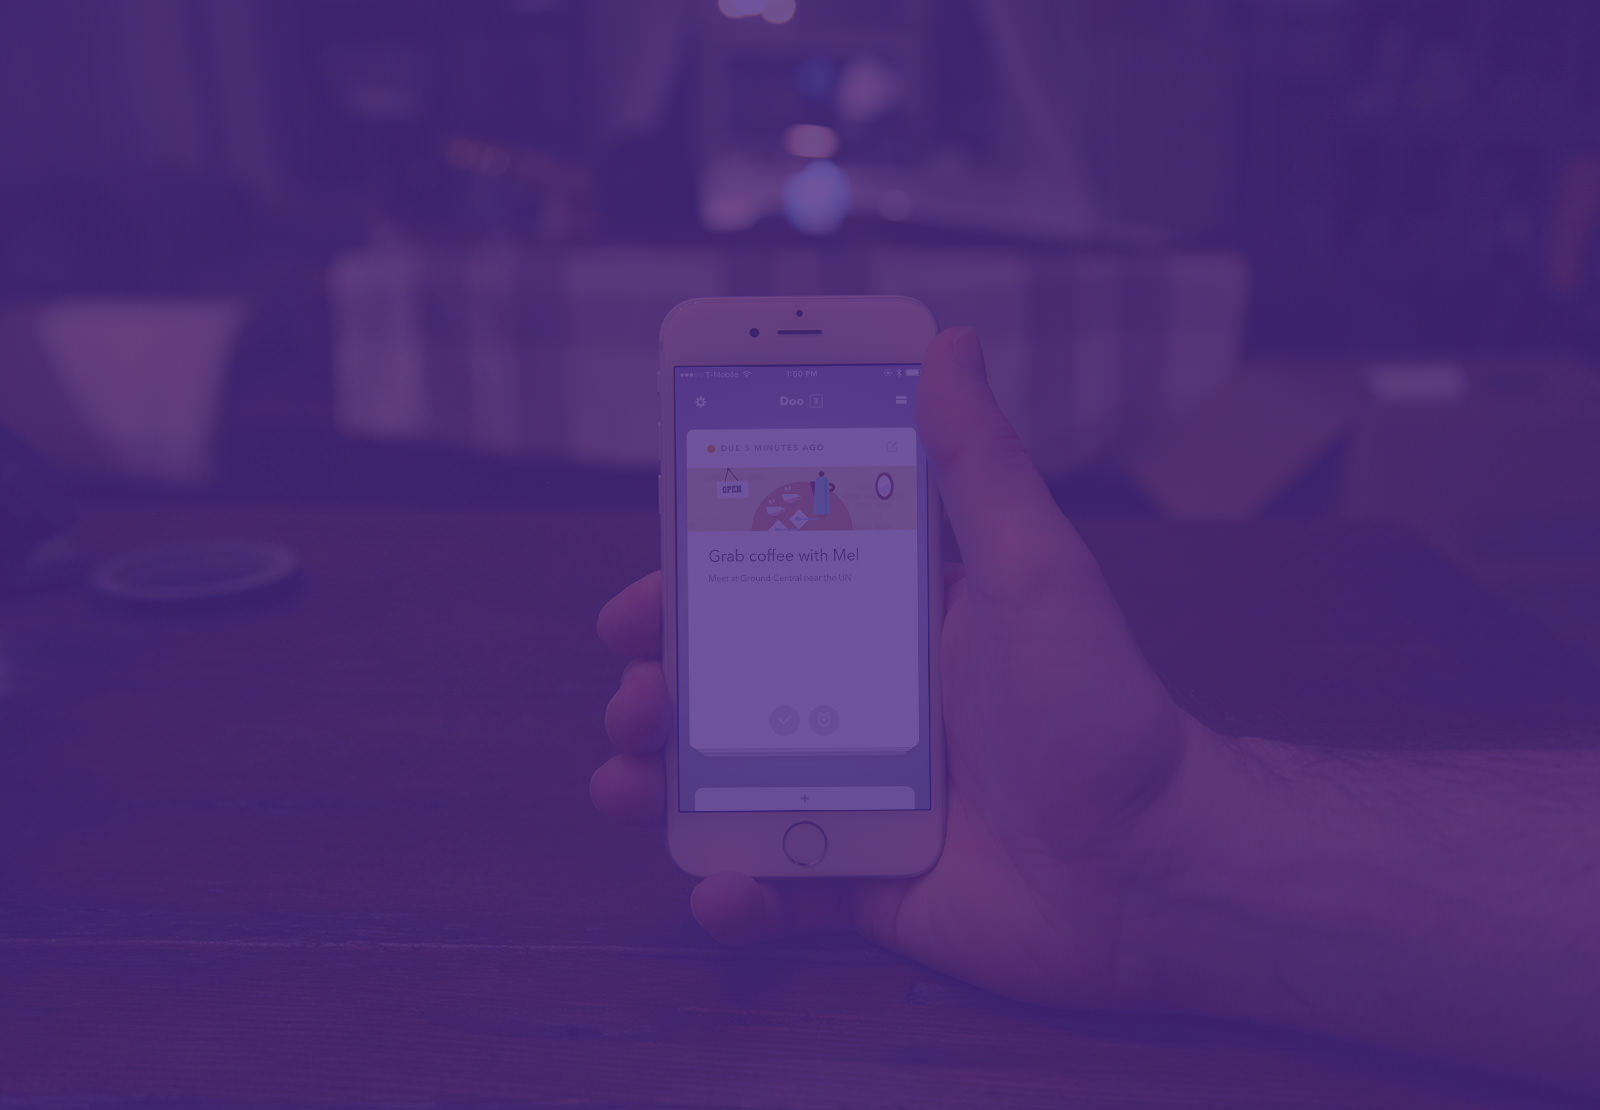 T-Mobile 1:50 PM
Doo 3
DUE 5 MINUTES AGO
OPEN
Grab coffee with Mel
Meet at Ground Central near the UN
+